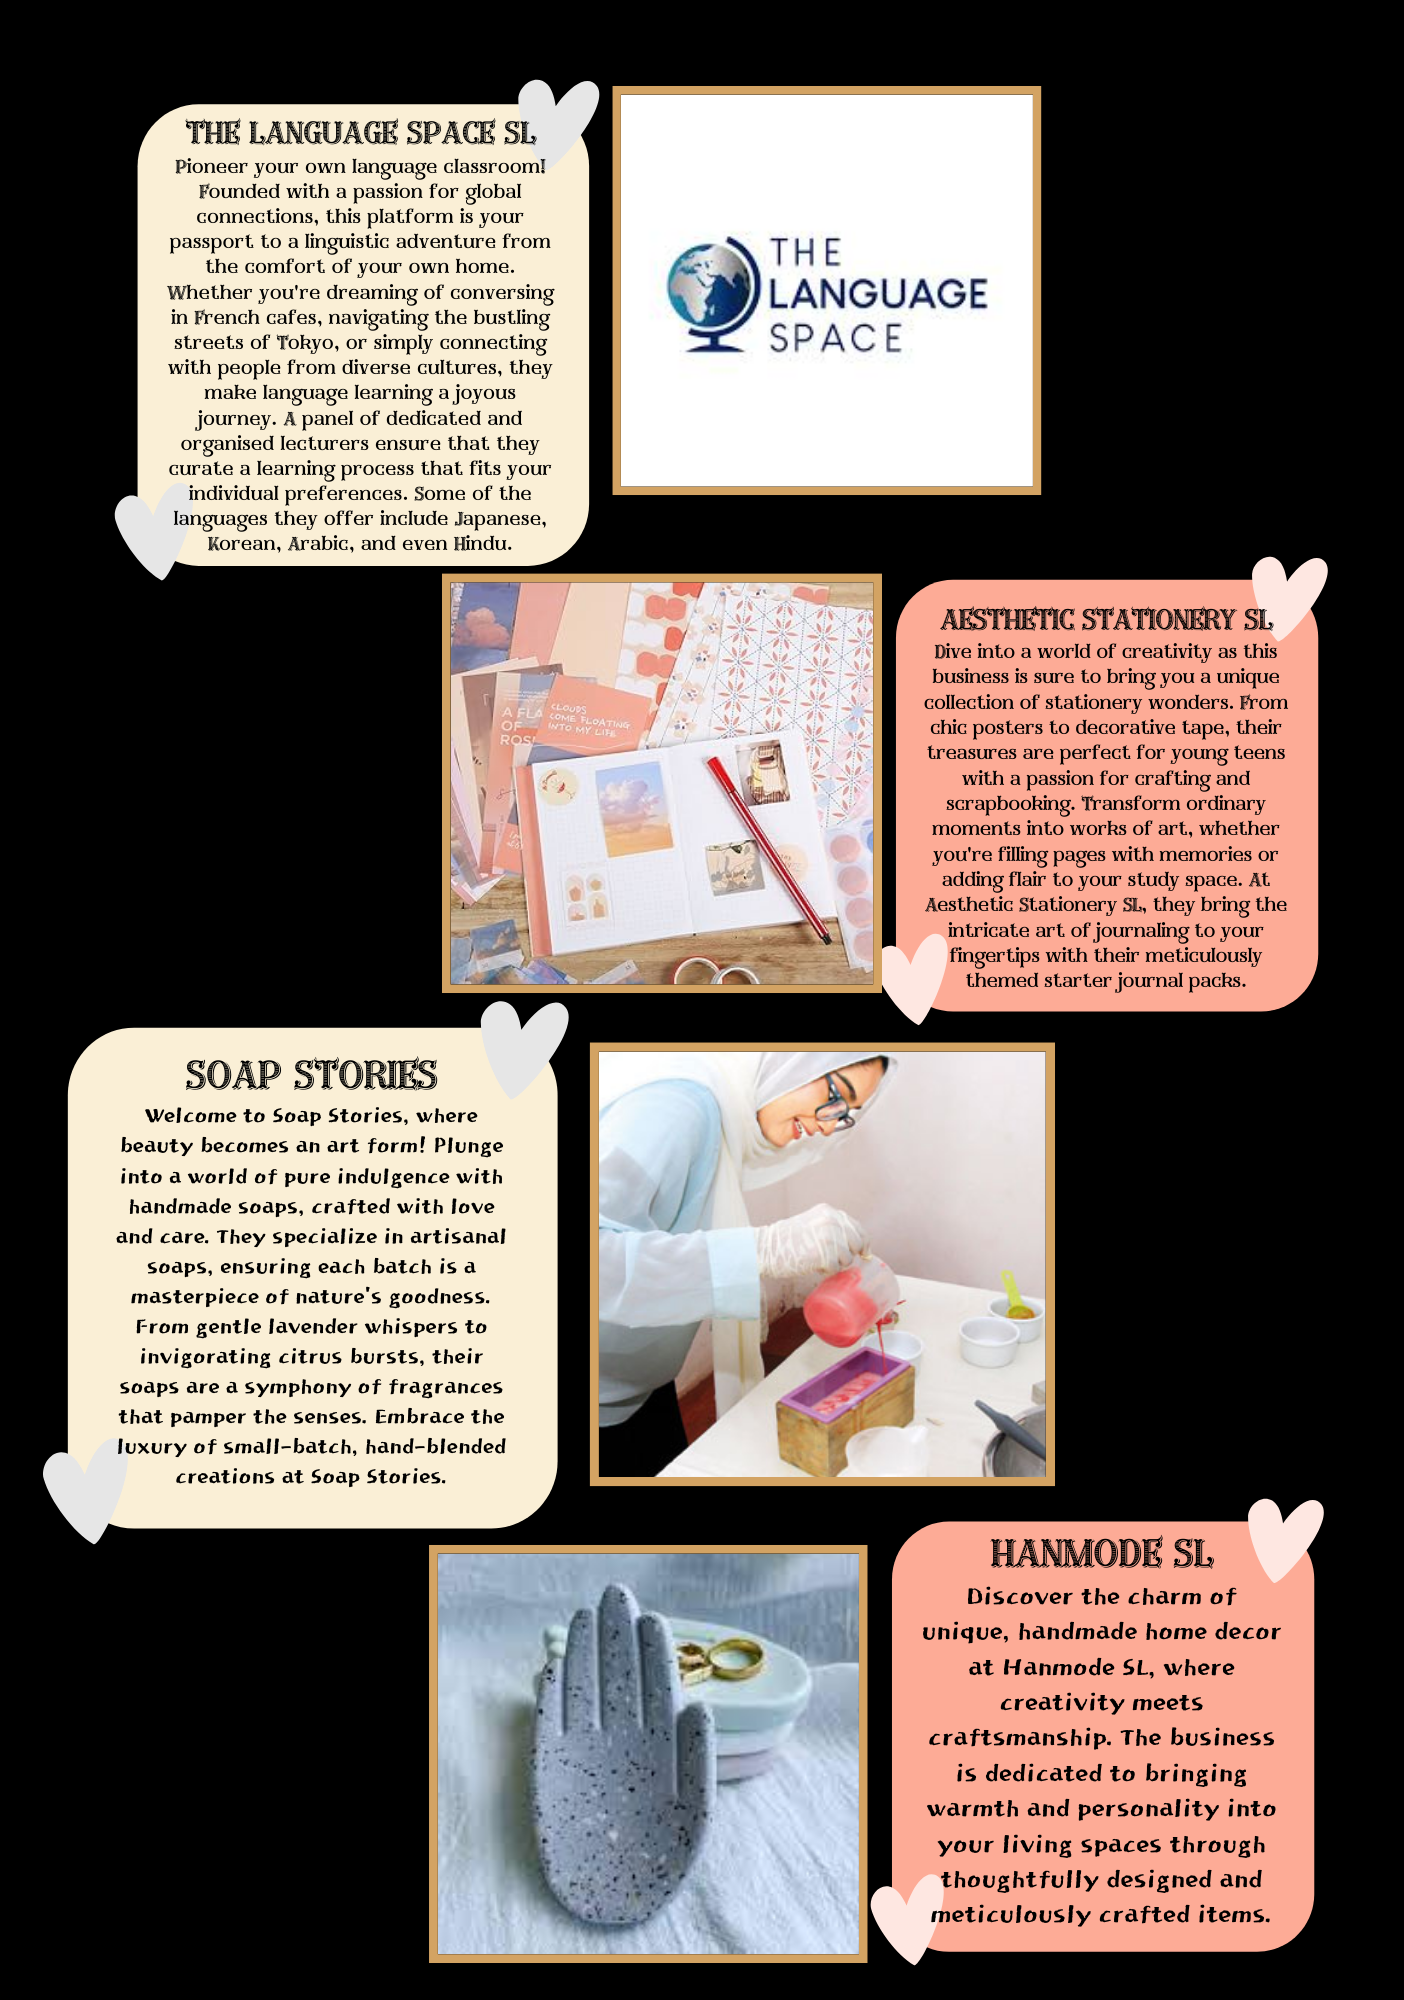 THE LANGUAGE SPACE SL
Pioneer your own language classroom!
Founded with a passion for global
connections, this platform is your
passport to a linguistic adventure from
the comfort of your own home.
Whether you're dreaming of conversing
in French cafes, navigating the bustling
streets of Tokyo, or simply connecting
with people from diverse cultures, they
make language learning a joyous
journey. A panel of dedicated and
organised lecturers ensure that they
curate a learning process that fits your
individual preferences. Some of the
languages they offer include Japanese,
Korean, Arabic, and even Hindu.
THE
LANGUAGE
SPACE
A FLA
OF
ROS
CLOUDS
COME FLOATING
INTO MY LIFE
AESTHETIC STATIONERY SL
Dive into a world of creativity as this
business is sure to bring you a unique
collection of stationery wonders. From
chic posters to decorative tape, their
treasures are perfect for young teens
with a passion for crafting and
scrapbooking. Transform ordinary
moments into works of art, whether
you're filling pages with memories or
adding flair to your study space. At
Aesthetic Stationery SL, they bring the
intricate art of journaling to your
fingertips with their meticulously
themed starter journal packs.
SOAP STORIES
Welcome to Soap Stories, where
beauty becomes an art form! Plunge
into a world of pure indulgence with
handmade soaps, crafted with love
and care. They specialize in artisanal
soaps, ensuring each batch is a
masterpiece of nature's goodness.
From gentle lavender whispers to
invigorating citrus bursts, their
soaps are a symphony of fragrances
that pamper the senses. Embrace the
luxury of small-batch, hand-blended
creations at Soap Stories.
HANMODE SL
Discover the charm of
unique, handmade home decor
at Hanmode SL, where
creativity meets
craftsmanship. The business
is dedicated to bringing
warmth and personality into
your living spaces through
thoughtfully designed and
meticulously crafted items.